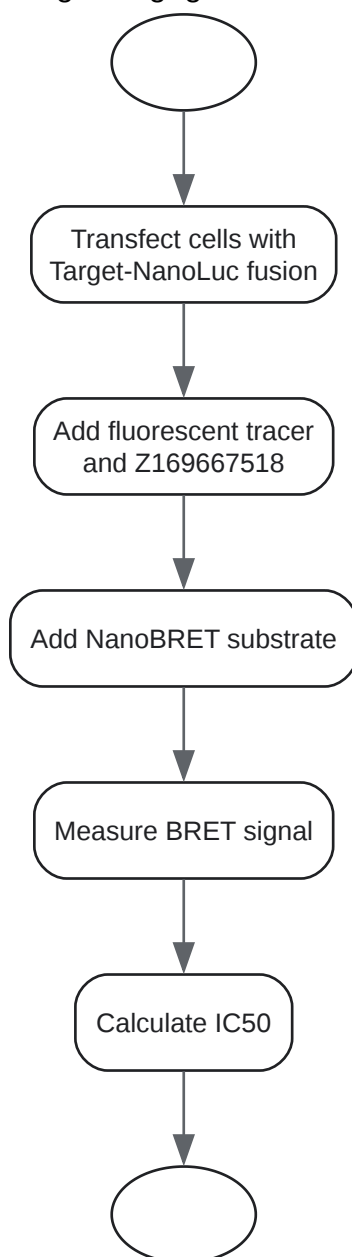 Transfect cells with
Target-NanoLuc fusion
Add fluorescent tracer
and Z169667518
Add NanoBRET substrate
Measure BRET signal
Calculate IC50